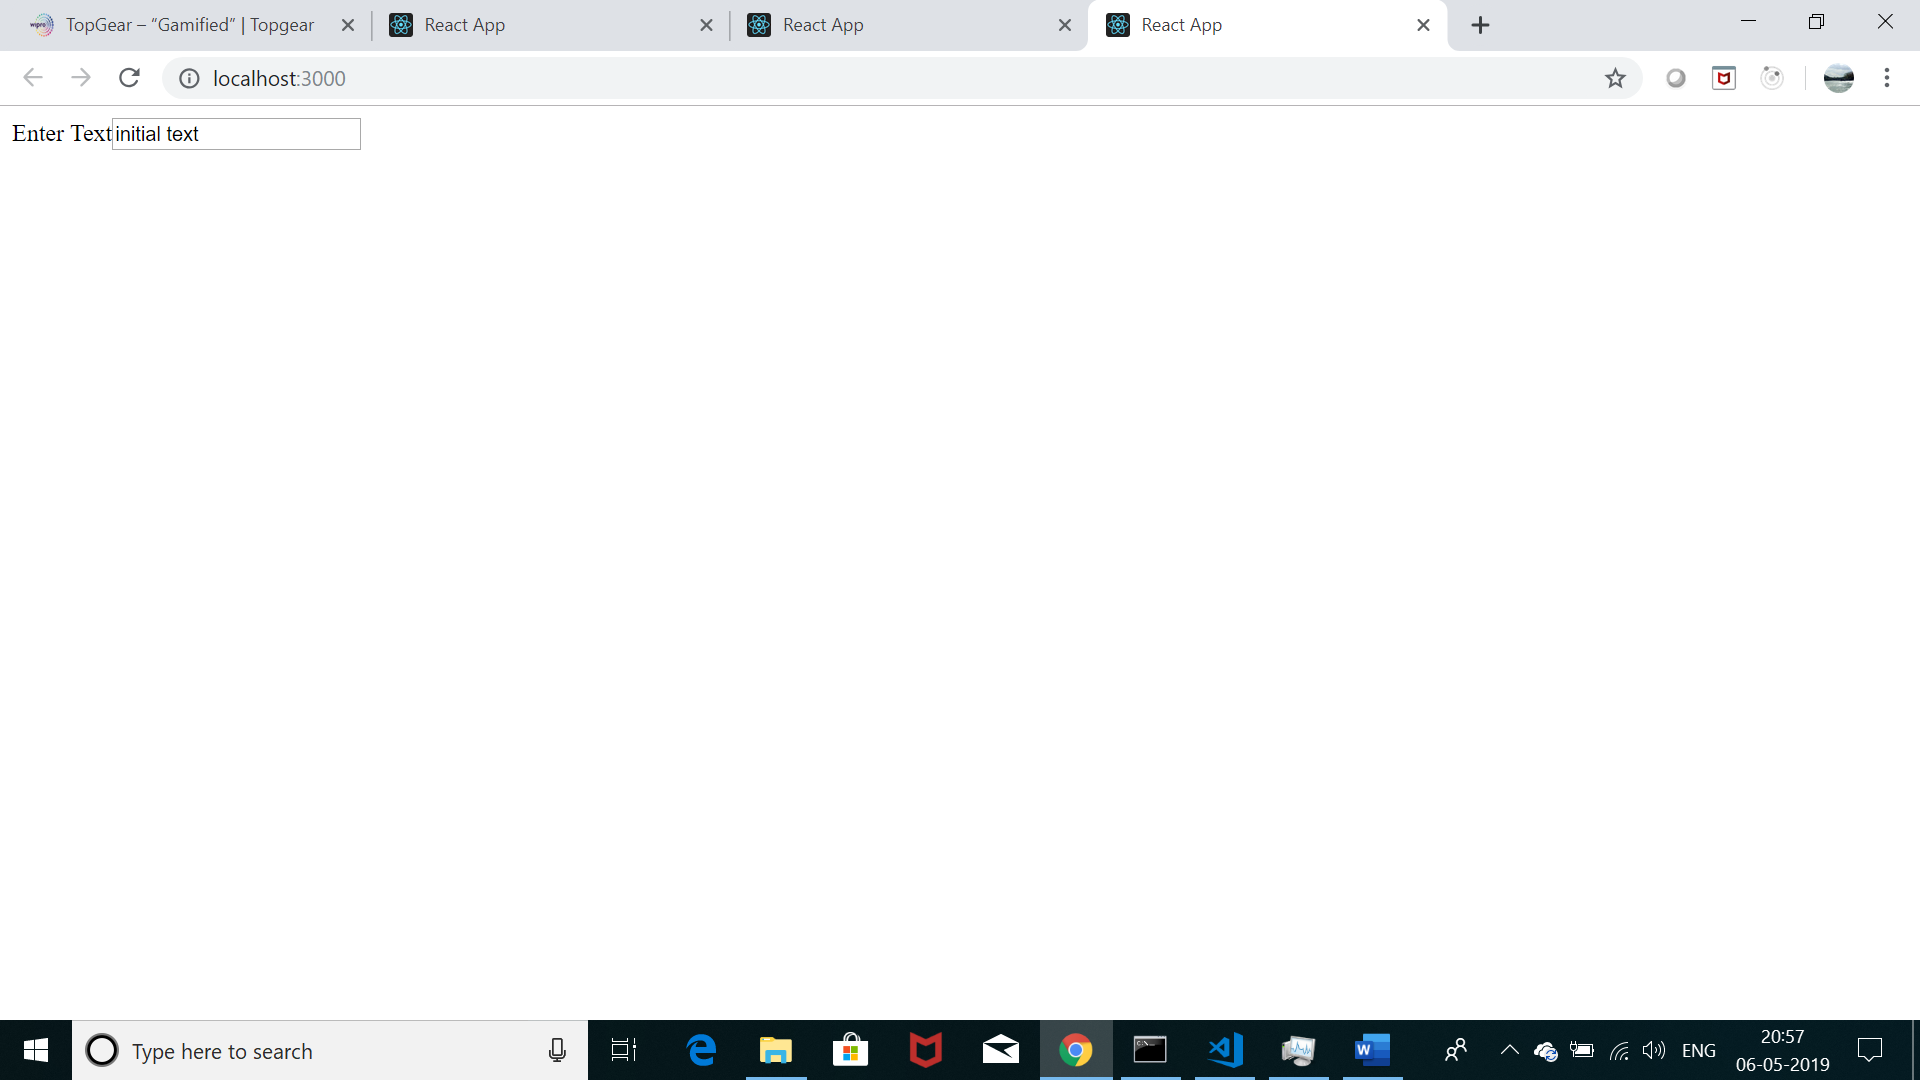 wipro TopGear – “Gamified” | Topgear React App React App React App
localhost:3000
Enter Text initial text
Type here to search ENG 20:57
06-05-2019